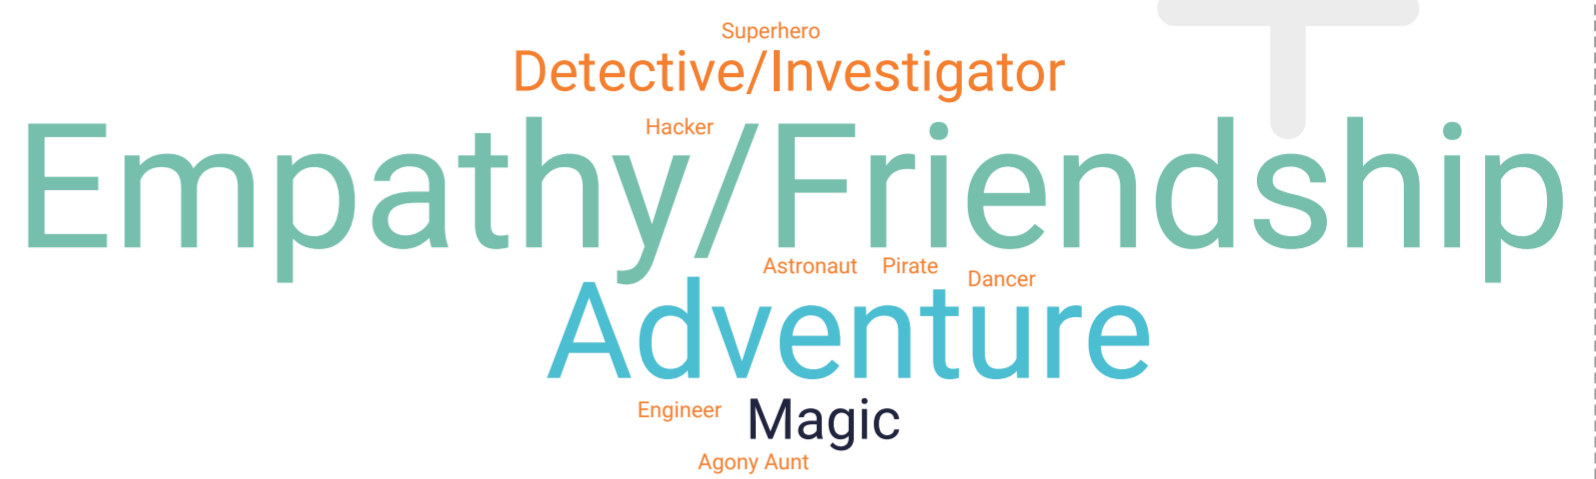 Superhero
Detective/Investigator
Hacker
Empathy/Friendship
Astronaut Pirate Dancer
Adventure
Engineer Magic
Agony Aunt